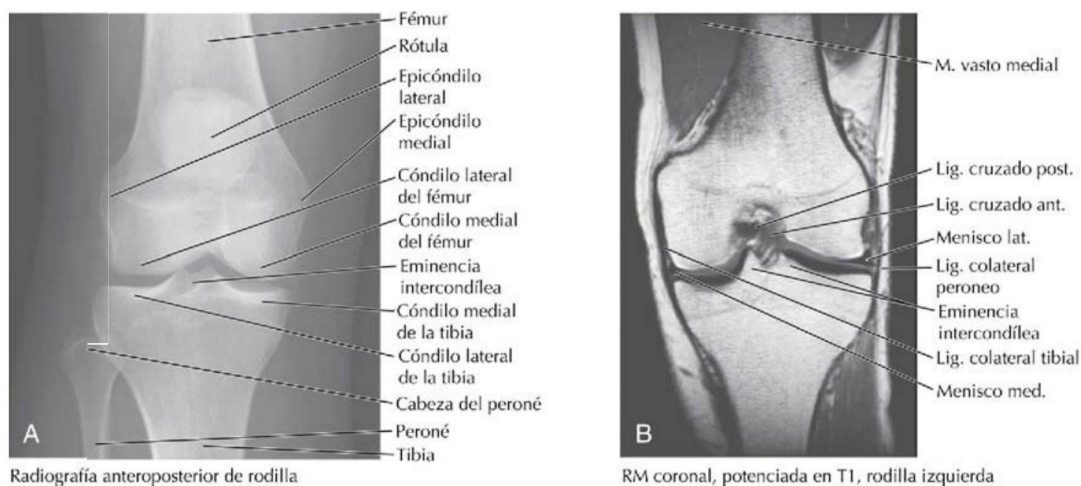 Fémur
Rótula
Epicóndilo
lateral
Epicóndilo
medial
Cóndilo lateral
del fémur
Cóndilo medial
del fémur
Eminencia
intercondílea
Cóndilo medial
de la tibia
Cóndilo lateral
de la tibia
Cabeza del peroné
Peroné
Tibia
A
Radiografía anteroposterior de rodilla
M. vasto medial
Lig. cruzado post.
Lig. cruzado ant.
Menisco lat.
Lig. colateral
peroneo
Eminencia
intercondílea
Lig. colateral tibial
Menisco med.
B
RM coronal, potenciada en T1, rodilla izquierda